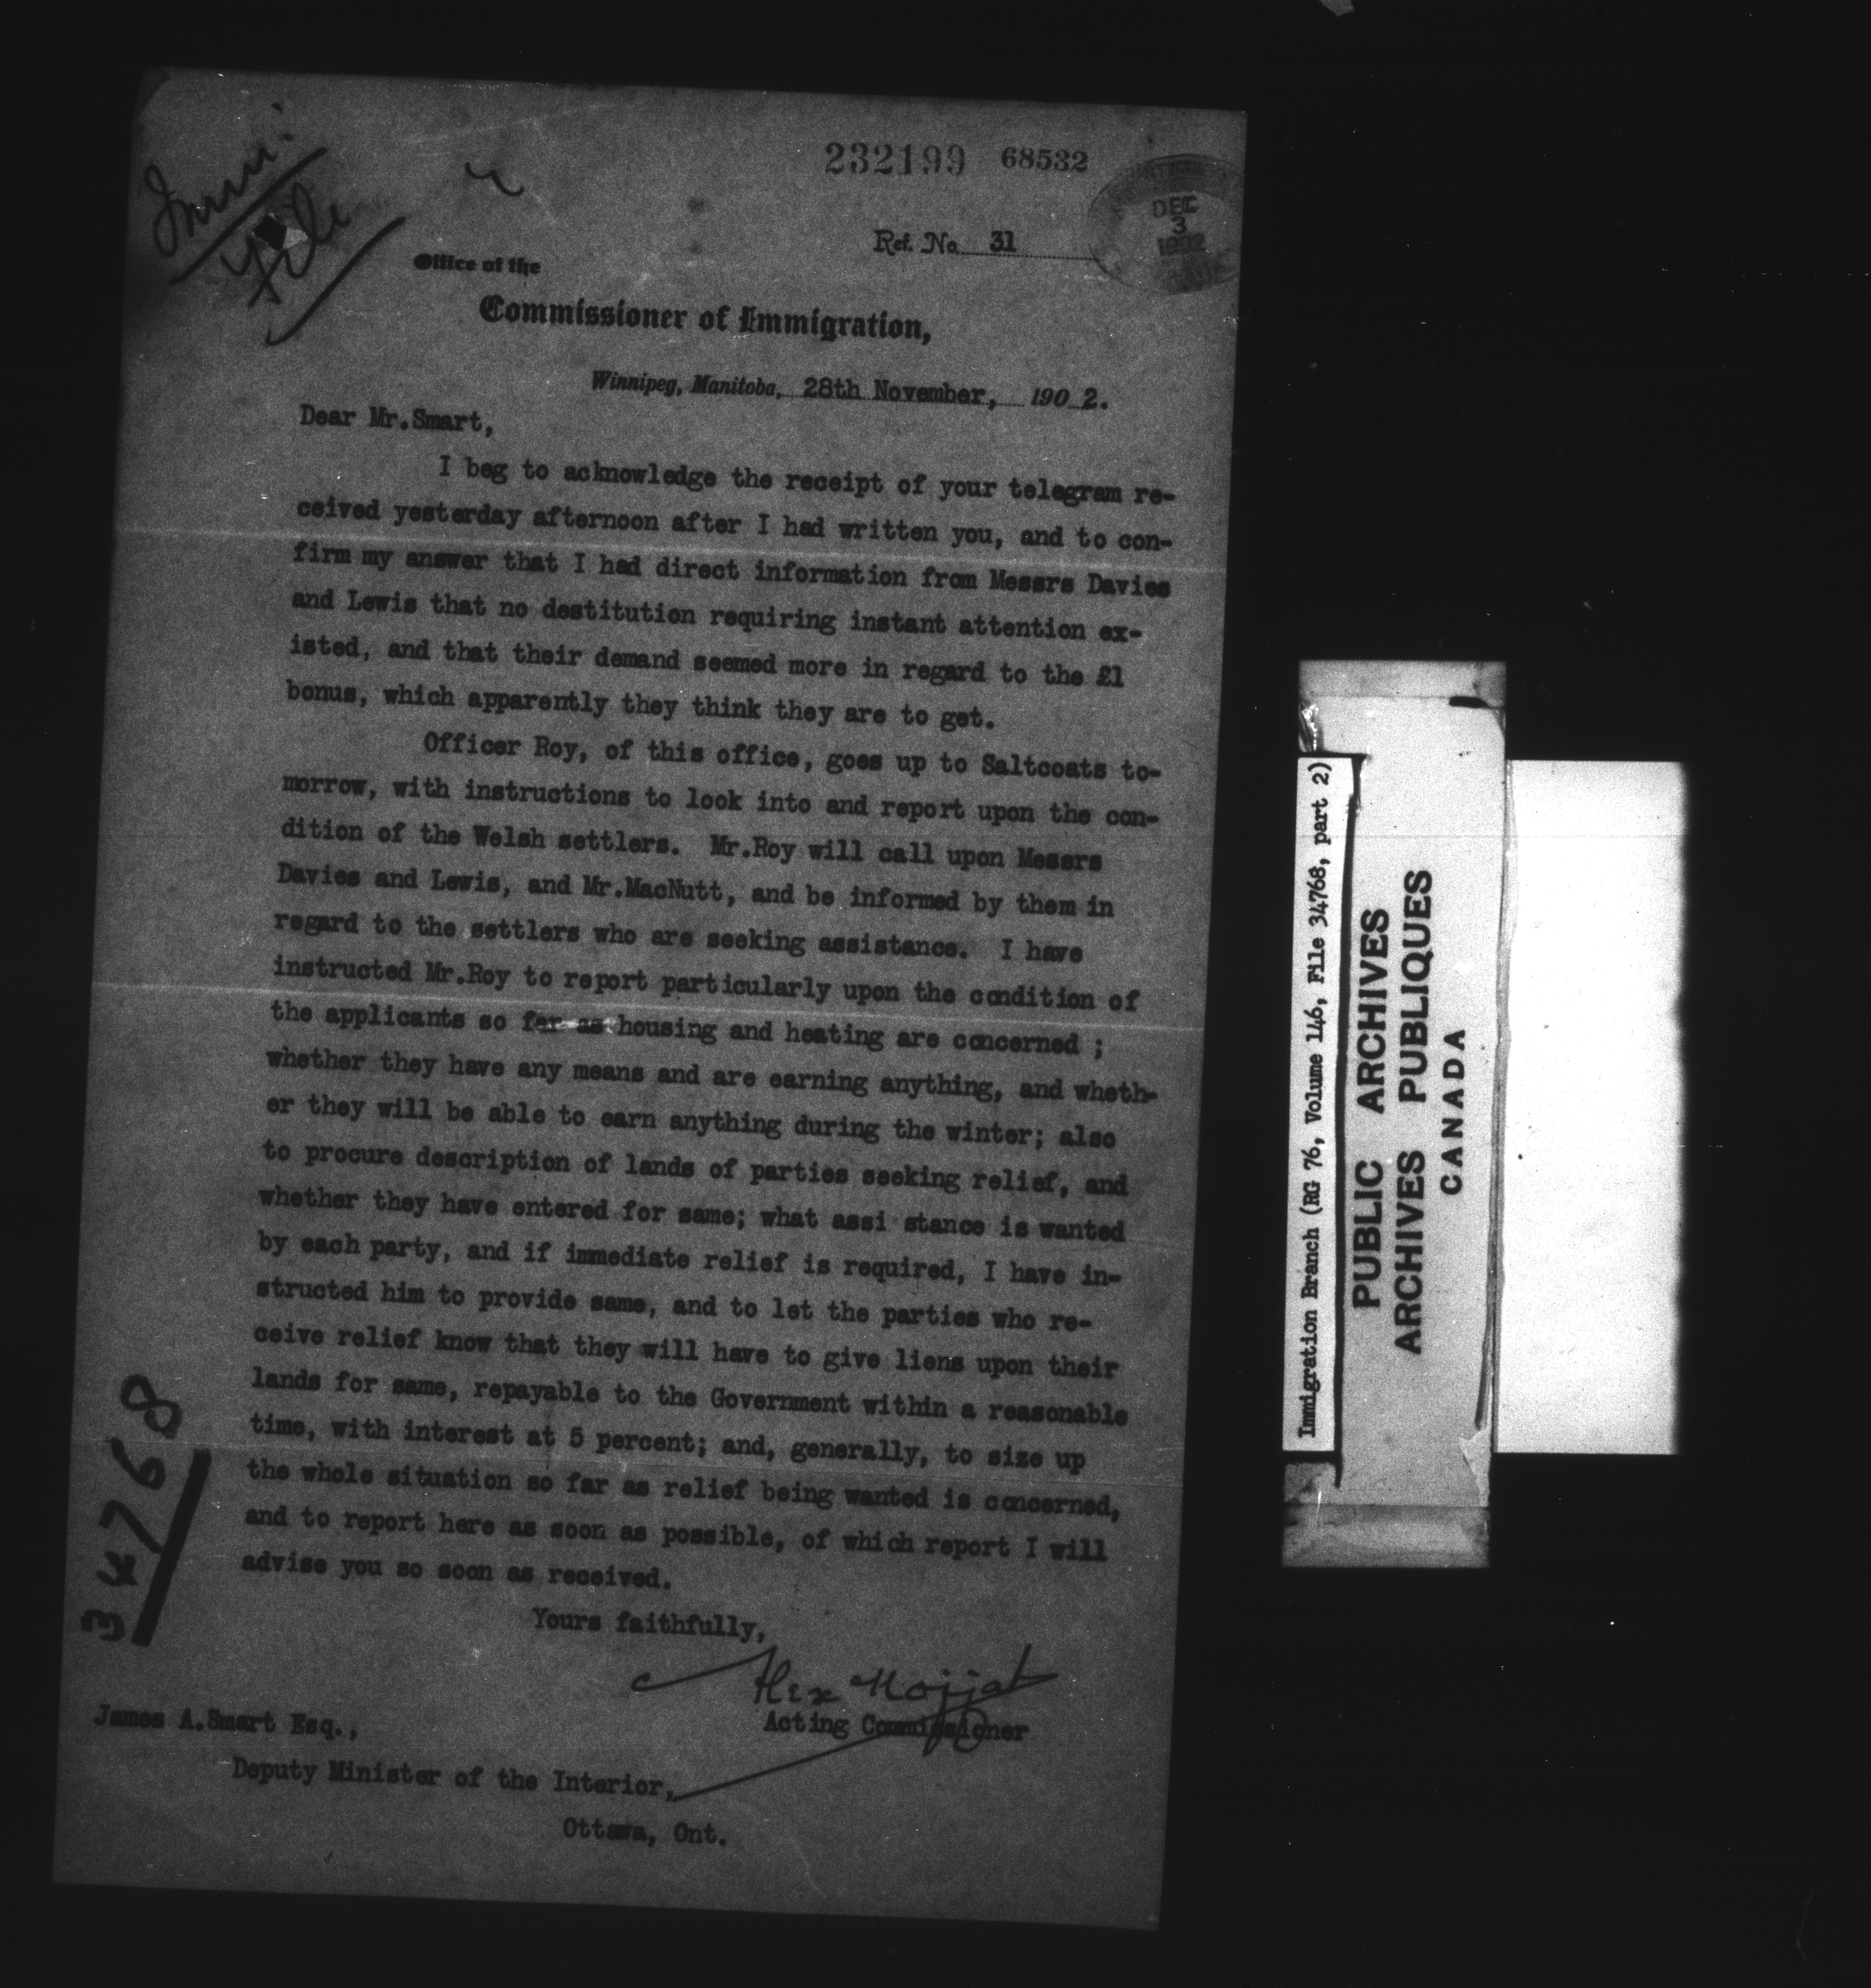 Immi:
File
232199 68532
DEC
3
1902
Ref. No. 31
Office of the
Commissioner of Immigration,
Winnipeg, Manitoba, 28th November, 1902.
Dear Mr.Smart,
I beg to acknowledge the receipt of your telegram re-
ceived yesterday afternoon after I had written you, and to con-
firm my answer that I had direct information from Messrs Davies
and Lewis that no destitution requiring instant attention ex-
isted, and that their demand seemed more in regard to the £1
bonus, which apparently they think they are to get.
Officer Roy, of this office, goes up to Saltcoats to-
morrow, with instructions to look into and report upon the con-
dition of the Welsh settlers. Mr.Roy will call upon Messrs
Davies and Lewis, and Mr.MacNutt, and be informed by them in
regard to the settlers who are seeking assistance. I have
instructed Mr.Roy to report particularly upon the condition of
the applicants so far as housing and heating are concerned ;
whether they have any means and are earning anything, and wheth-
er they will be able to earn anything during the winter; also
to procure description of lands of parties seeking relief, and
whether they have entered for same; what assi stance is wanted
by each party, and if immediate relief is required, I have in-
structed him to provide same, and to let the parties who re-
ceive relief know that they will have to give liens upon their
lands for same, repayable to the Government within a reasonable
time, with interest at 5 percent; and, generally, to size up
the whole situation so far as relief being wanted is concerned,
and to report here as soon as possible, of which report I will
advise you so soon as received.
Yours faithfully,
Acting Commissioner
James A.Smart Esq.,
Deputy Minister of the Interior,
Ottawa, Ont.
34768
Immigration Branch (RG 76, Volume 146, File 34768, part 2)
PUBLIC ARCHIVES
ARCHIVES PUBLIQUES
CANADA